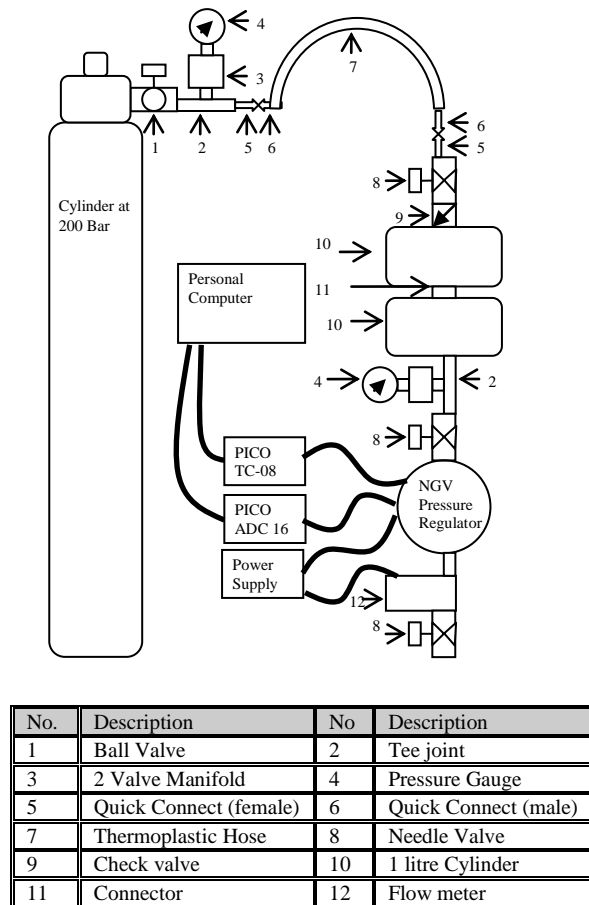 4
3
7
1
2
5
6
6
5
8
9
Cylinder at
200 Bar
10
Personal
Computer
11
10
4
2
8
PICO
TC-08
NGV
Pressure
Regulator
PICO
ADC 16
Power
Supply
12
8
No. Description No Description
1 Ball Valve 2 Tee joint
3 2 Valve Manifold 4 Pressure Gauge
5 Quick Connect (female) 6 Quick Connect (male)
7 Thermoplastic Hose 8 Needle Valve
9 Check valve 10 1 litre Cylinder
11 Connector 12 Flow meter